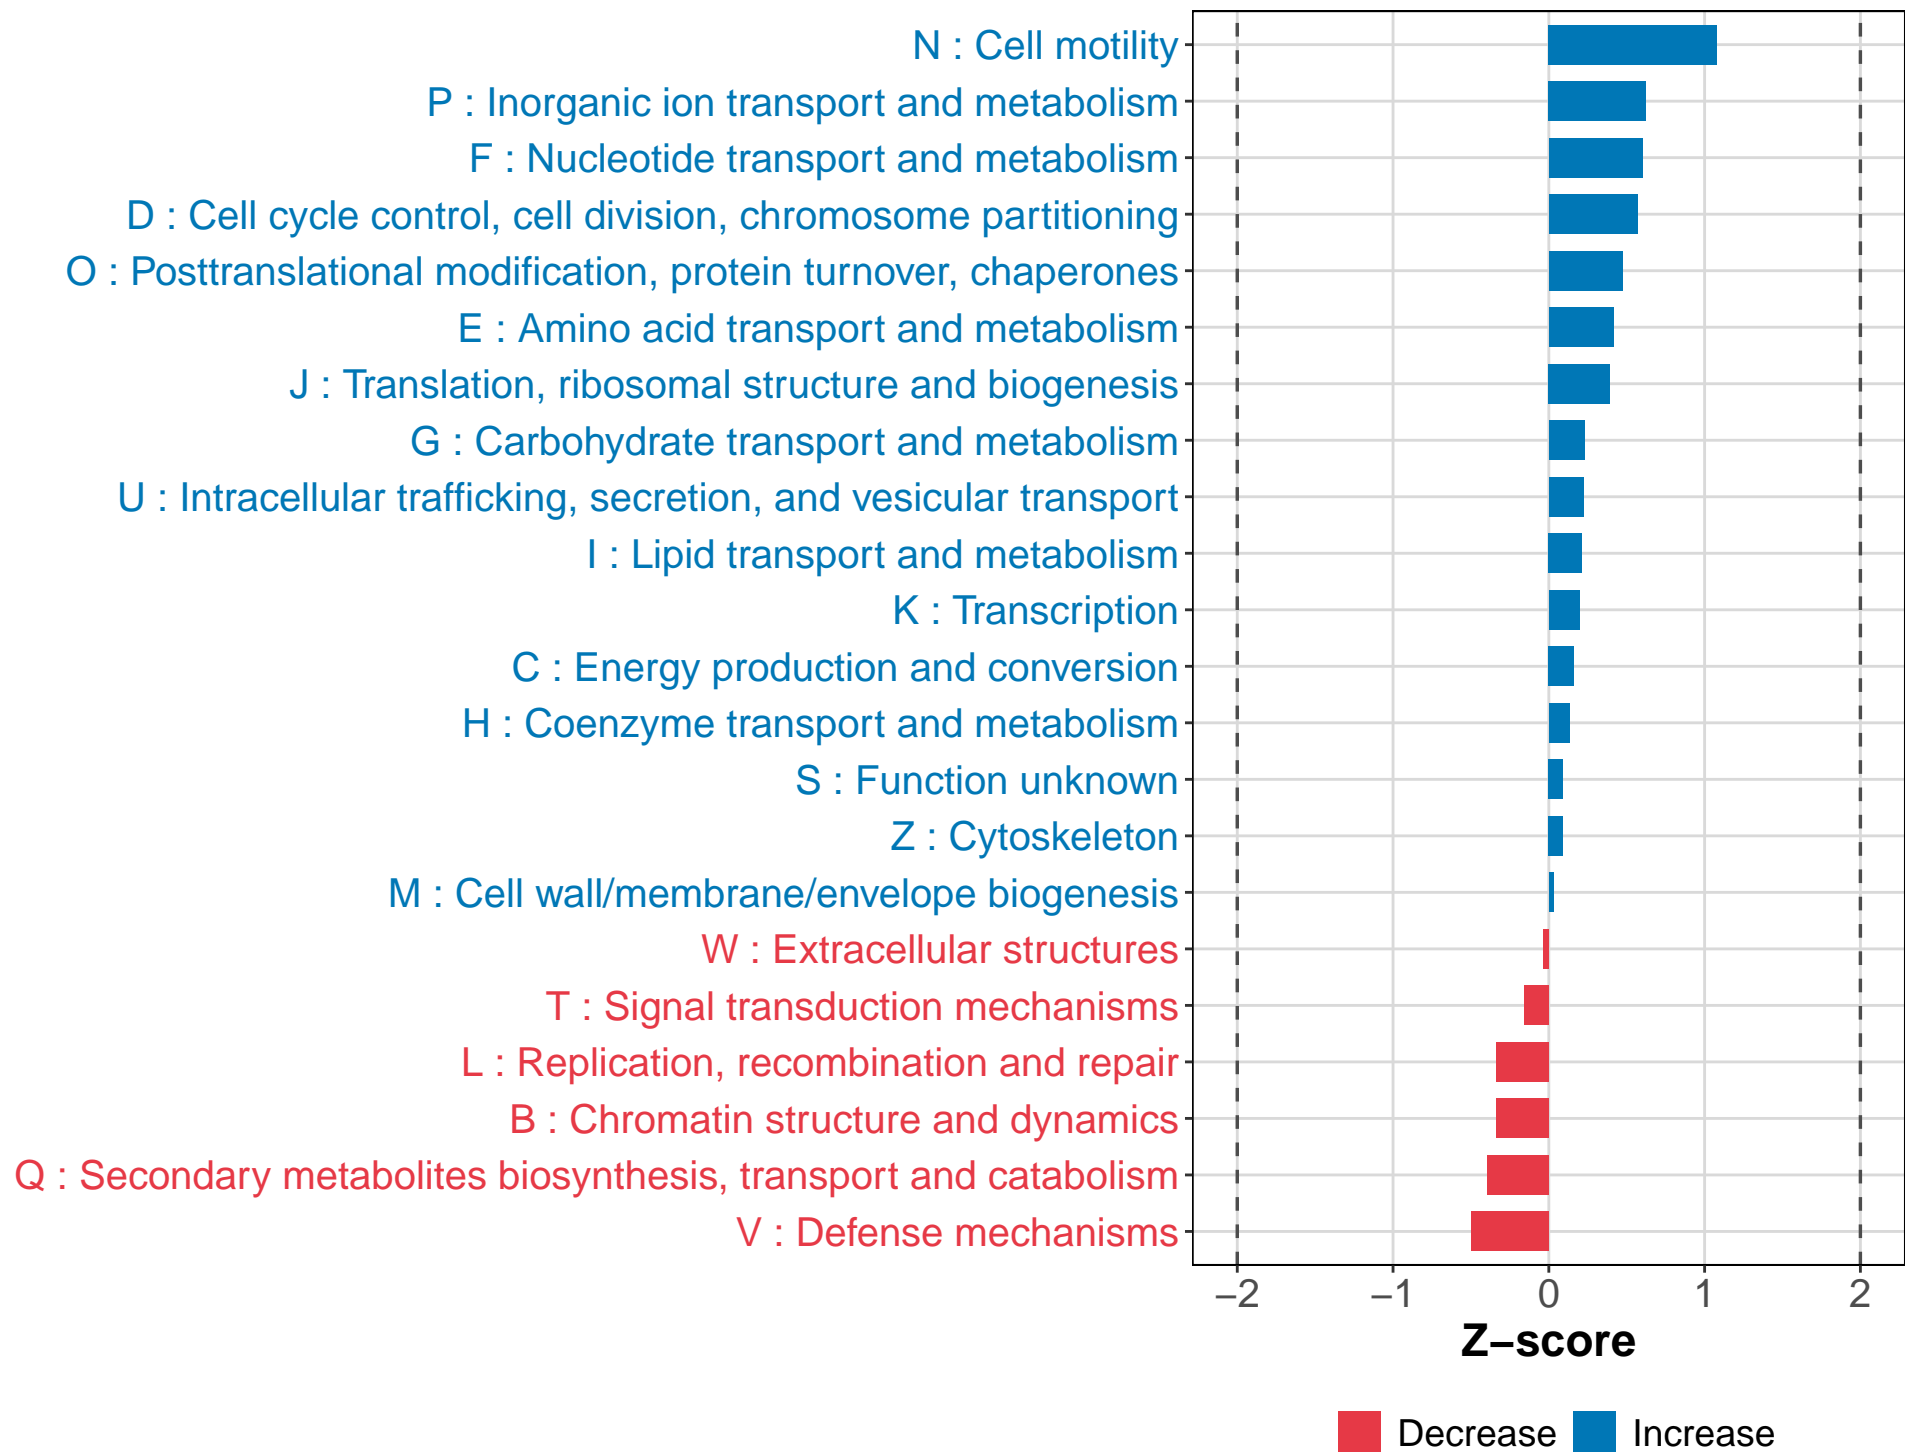 N : Cell motility
P : Inorganic ion transport and metabolism
F : Nucleotide transport and metabolism
D : Cell cycle control, cell division, chromosome partitioning
O : Posttranslational modification, protein turnover, chaperones
E : Amino acid transport and metabolism
J : Translation, ribosomal structure and biogenesis
G : Carbohydrate transport and metabolism
U : Intracellular trafficking, secretion, and vesicular transport
I : Lipid transport and metabolism
K : Transcription
C : Energy production and conversion
H : Coenzyme transport and metabolism
S : Function unknown
Z : Cytoskeleton
M : Cell wall/membrane/envelope biogenesis
W : Extracellular structures
T : Signal transduction mechanisms
L : Replication, recombination and repair
B : Chromatin structure and dynamics
Q : Secondary metabolites biosynthesis, transport and catabolism
V : Defense mechanisms
−2 −1 0 1 2
Z−score
Decrease Increase